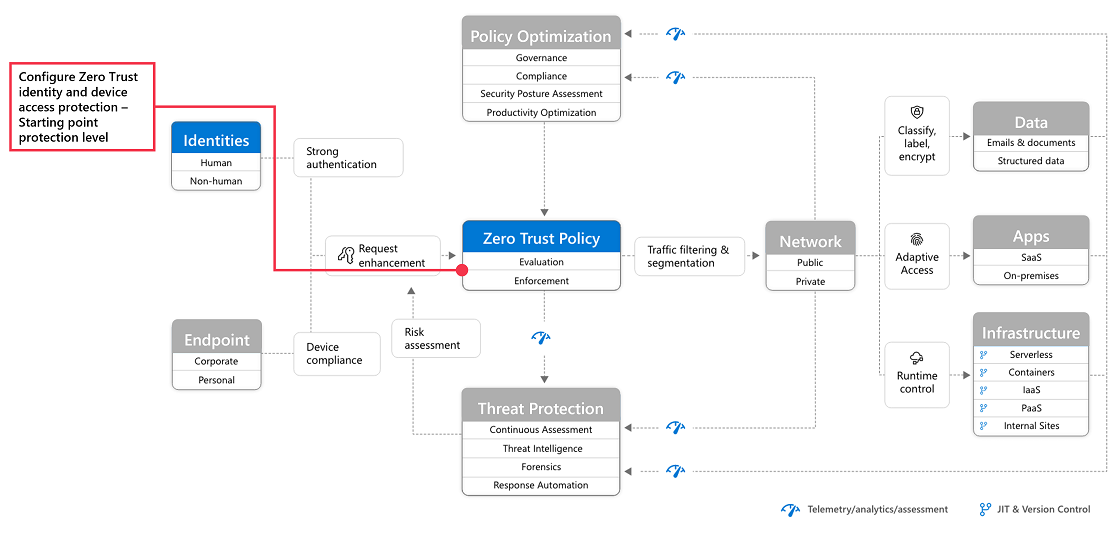 Policy Optimization
Governance
Compliance
Security Posture Assessment
Productivity Optimization
Configure Zero Trust
identity and device
access protection –
Starting point
protection level
Identities
Human
Non-human
Strong
authentication
Request
enhancement
Zero Trust Policy
Evaluation
Enforcement
Traffic filtering &
segmentation
Network
Public
Private
Classify,
label,
encrypt
Data
Emails & documents
Structured data
Adaptive
Access
Apps
SaaS
On-premises
Endpoint
Corporate
Personal
Device
compliance
Risk
assessment
Threat Protection
Continuous Assessment
Threat Intelligence
Forensics
Response Automation
Runtime
control
Infrastructure
Serverless
Containers
IaaS
PaaS
Internal Sites
Telemetry/analytics/assessment
JIT & Version Control